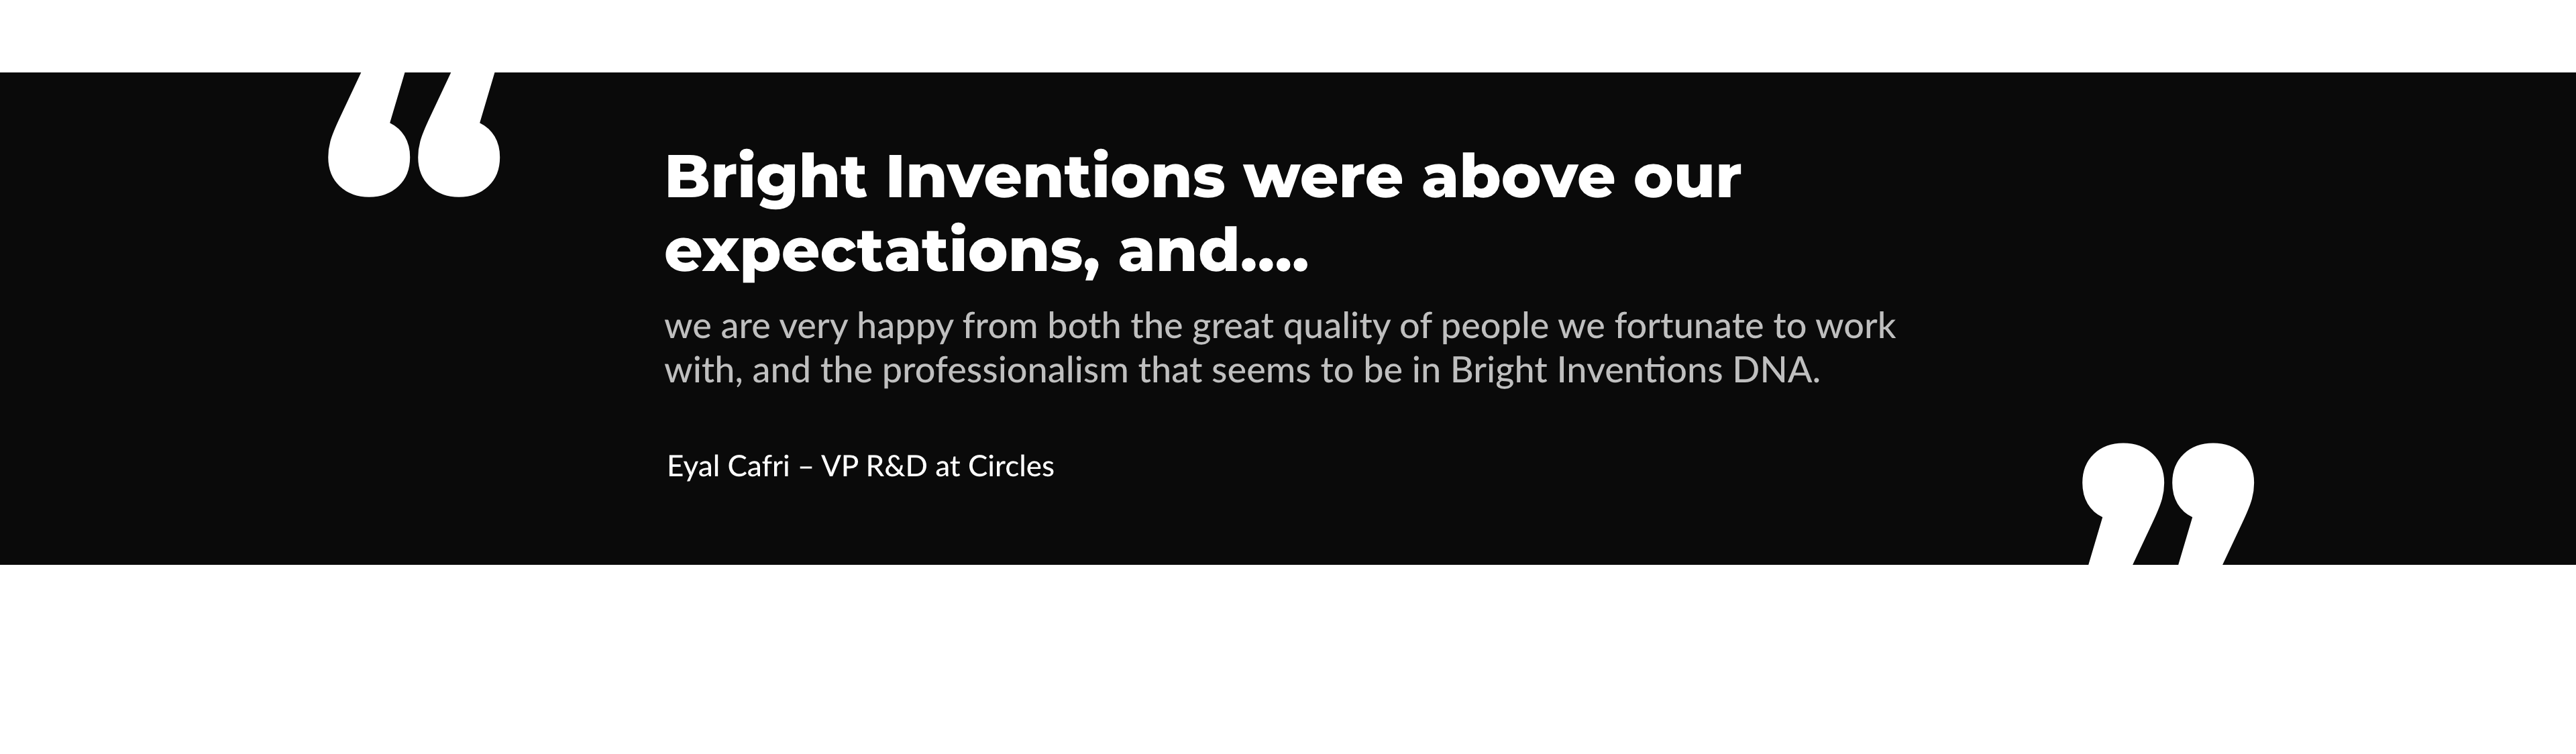 “
Bright Inventions were above our
expectations, and....
we are very happy from both the great quality of people we fortunate to work
with, and the professionalism that seems to be in Bright Inventions DNA.
Eyal Cafri – VP R&D at Circles
”